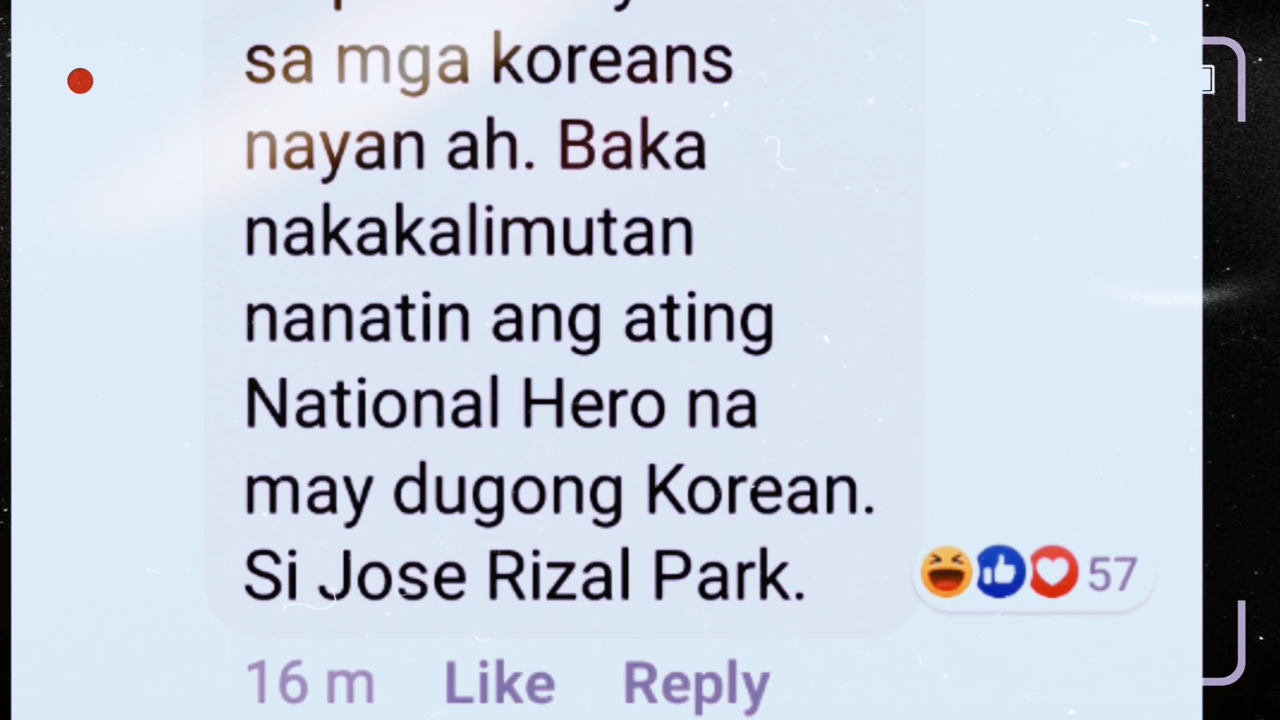 sa mga koreans
nayan ah. Baka
nakakalimutan
nanatin ang ating
National Hero na
may dugong Korean.
Si Jose Rizal Park.
57
16 m Like Reply